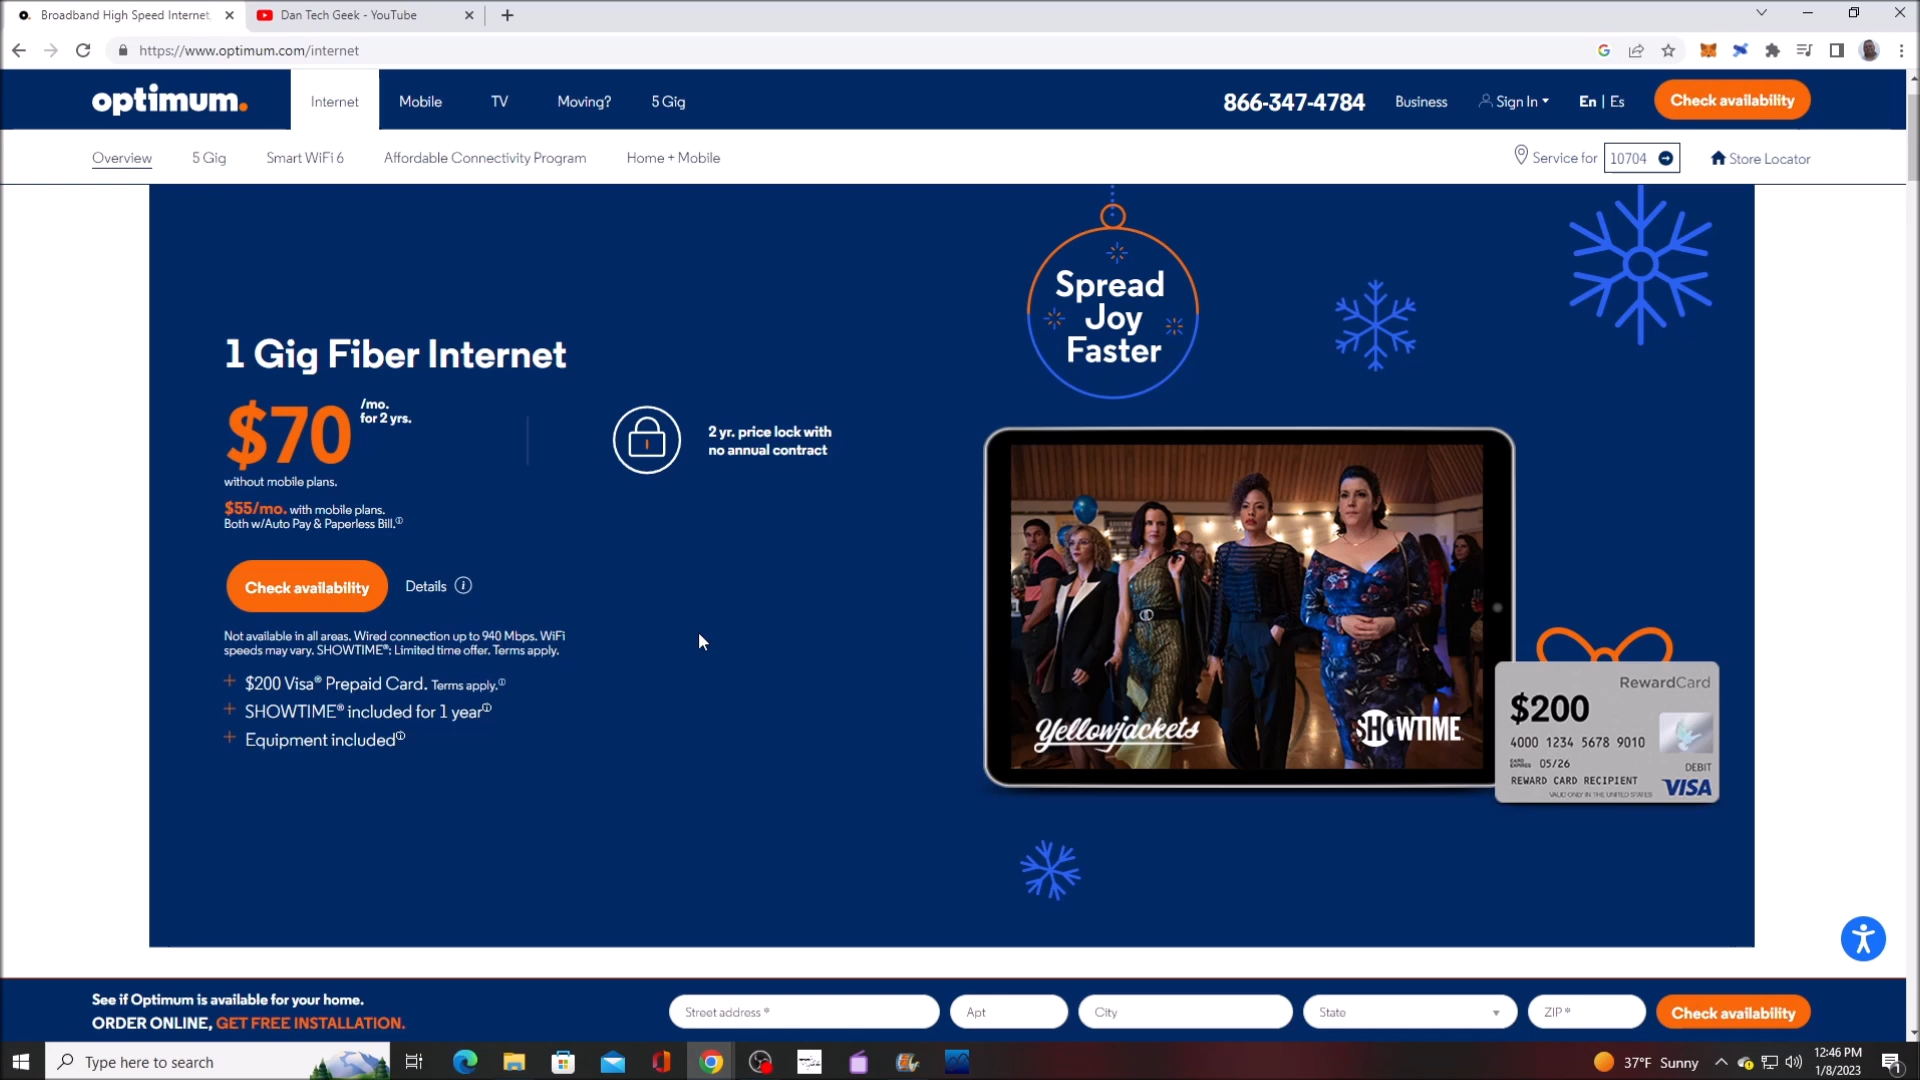 Broadband High Speed Internet,
Dan Tech Geek - YouTube
https://www.optimum.com/internet
optimum.
Internet
Mobile
TV
Moving?
5 Gig
866-347-4784
Business
Sign In
En | Es
Check availability
Overview
5 Gig
Smart WiFi 6
Affordable Connectivity Program
Home + Mobile
Service for
10704
Store Locator
Spread
Joy
Faster
1 Gig Fiber Internet
$70
/mo.
for 2 yrs.
without mobile plans.
$55/mo. with mobile plans.
Both w/Auto Pay & Paperless Bill.
2 yr. price lock with
no annual contract
Check availability
Details
Not available in all areas. Wired connection up to 940 Mbps. WiFi
speeds may vary. SHOWTIME®: Limited time offer. Terms apply.
+ $200 Visa® Prepaid Card. Terms apply.
+ SHOWTIME® included for 1 year
+ Equipment included
Yellowjackets
SHOWTIME
RewardCard
$200
4000 1234 5678 9010
CARD
EXPIRES 05/26
DEBIT
REWARD CARD RECIPIENT
VISA
VALID ONLY IN THE UNITED STATES
See if Optimum is available for your home.
ORDER ONLINE, GET FREE INSTALLATION.
Street address *
Apt
City
State
ZIP *
Check availability
Type here to search
37°F Sunny
12:46 PM
1/8/2023
1